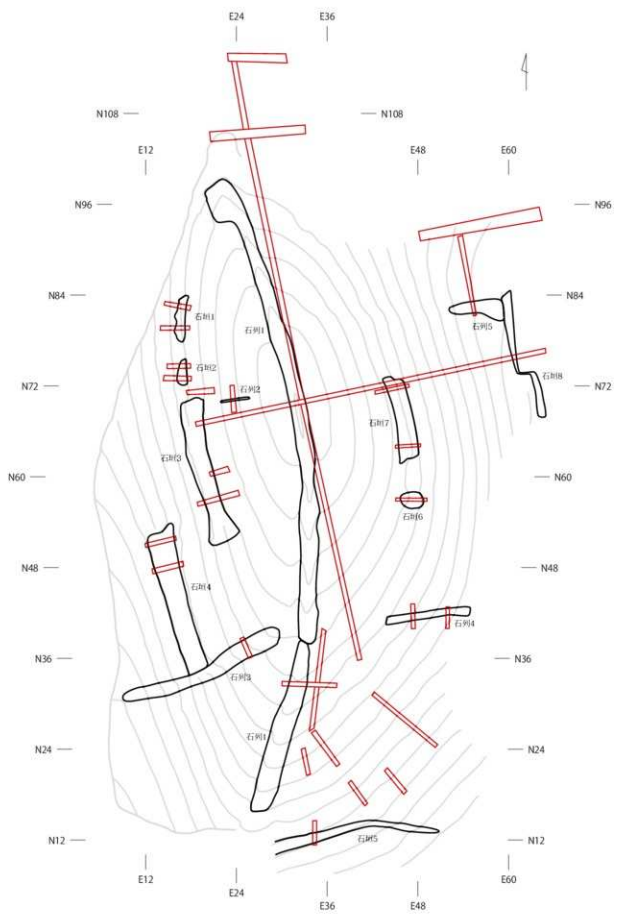 E24 E36
N108 N108
E12 E48 E60
N96 N96
N84 N84
石垣1
石列1
石列5
石垣2
石垣8
N72 石列2 N72
石垣7
石垣3
N60 N60
石垣6
N48 N48
石垣4
石列4
N36 N36
石列3
石列1
N24 N24
石垣5
N12 N12
E12 E48 E60
E24 E36